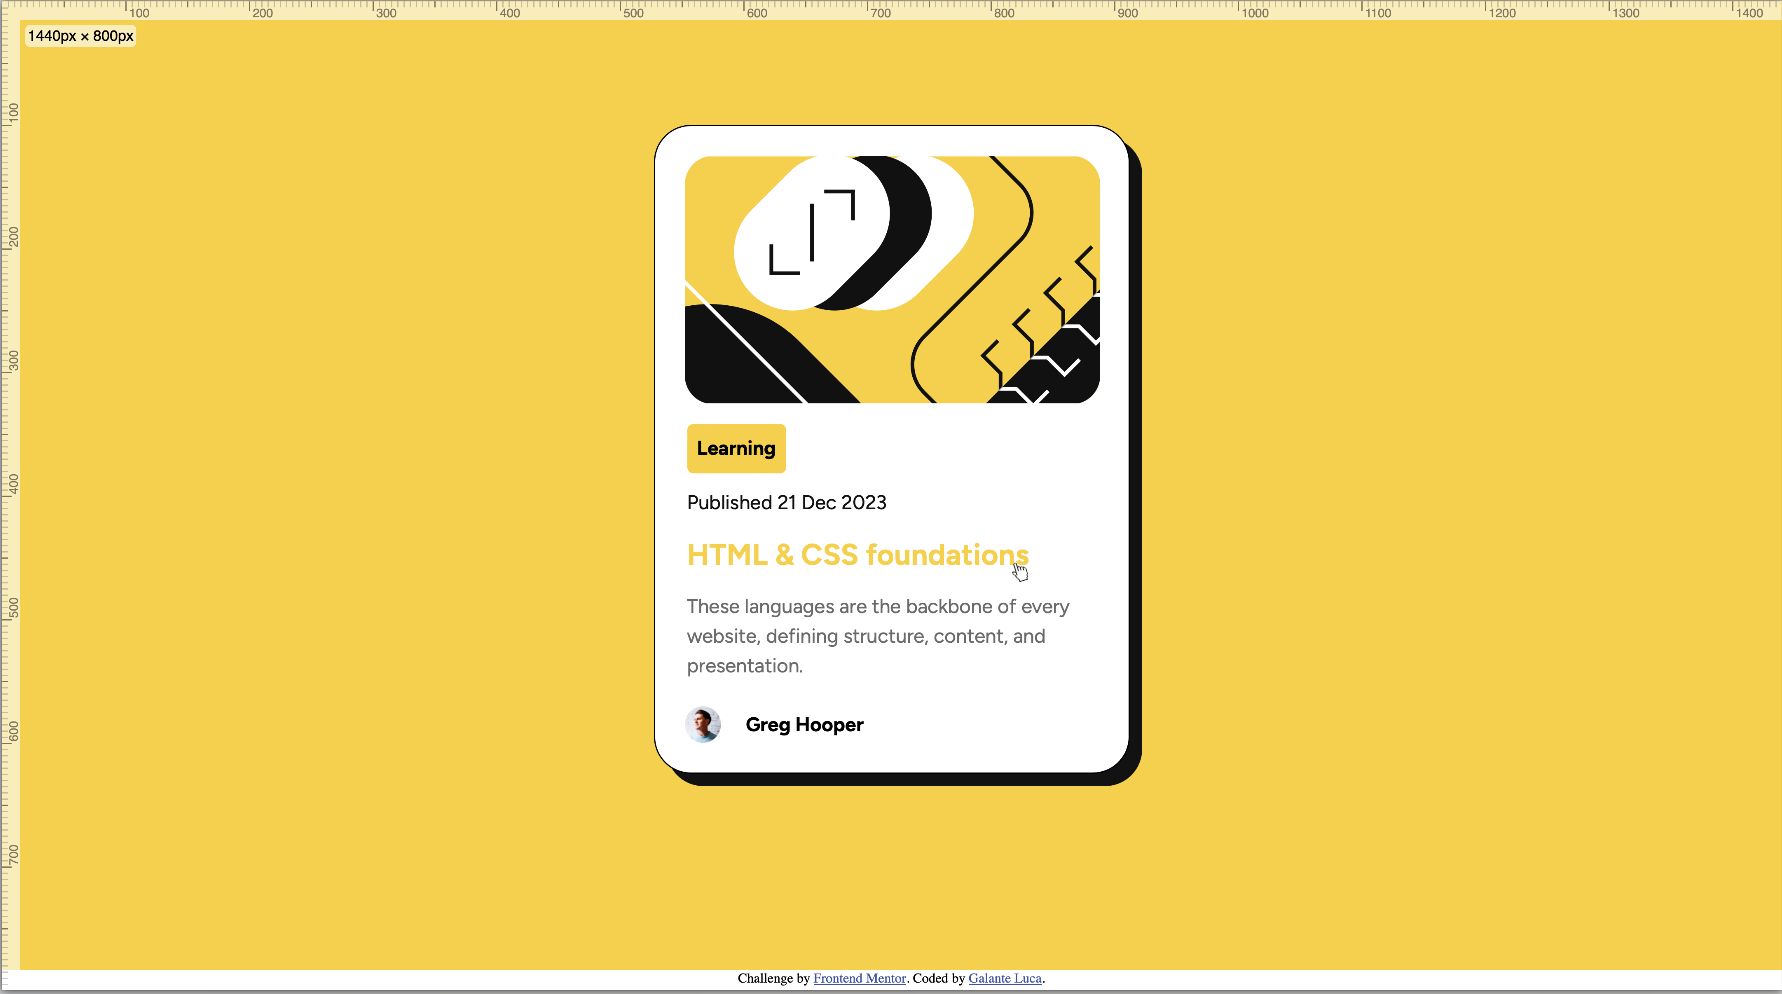 100 200 300 400 500 600 700 800 900 1000 1100 1200 1300 1400
1440px × 800px
100
200
300
400
500
600
700
Learning
Published 21 Dec 2023
HTML & CSS foundations
These languages are the backbone of every
website, defining structure, content, and
presentation.
Greg Hooper
Challenge by Frontend Mentor. Coded by Galante Luca.